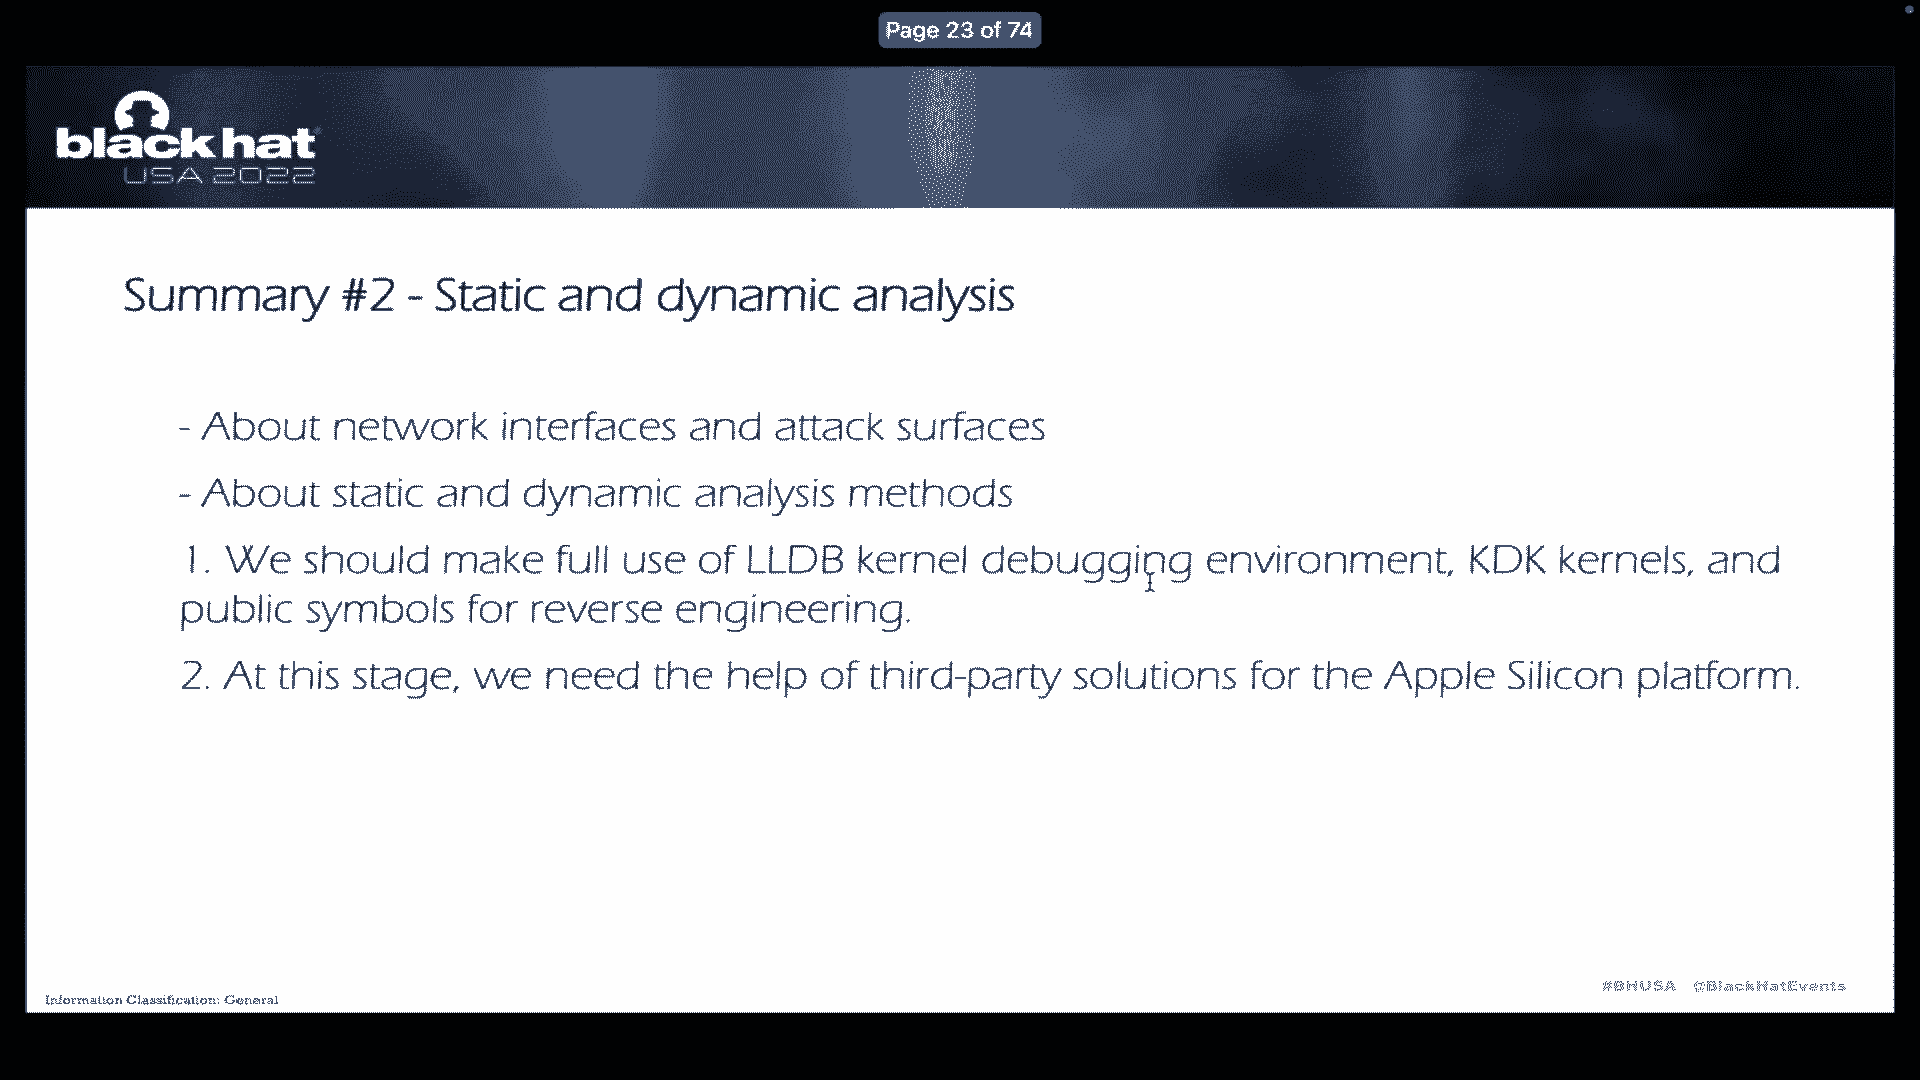 Page 23 of 74
black hat
USA 2022
Summary #2 - Static and dynamic analysis
- About network interfaces and attack surfaces
- About static and dynamic analysis methods
1. We should make full use of LLDB kernel debugging environment, KDK kernels, and
public symbols for reverse engineering.
2. At this stage, we need the help of third-party solutions for the Apple Silicon platform.
Information Classification: General
#BHUSA @BlackHatEvents